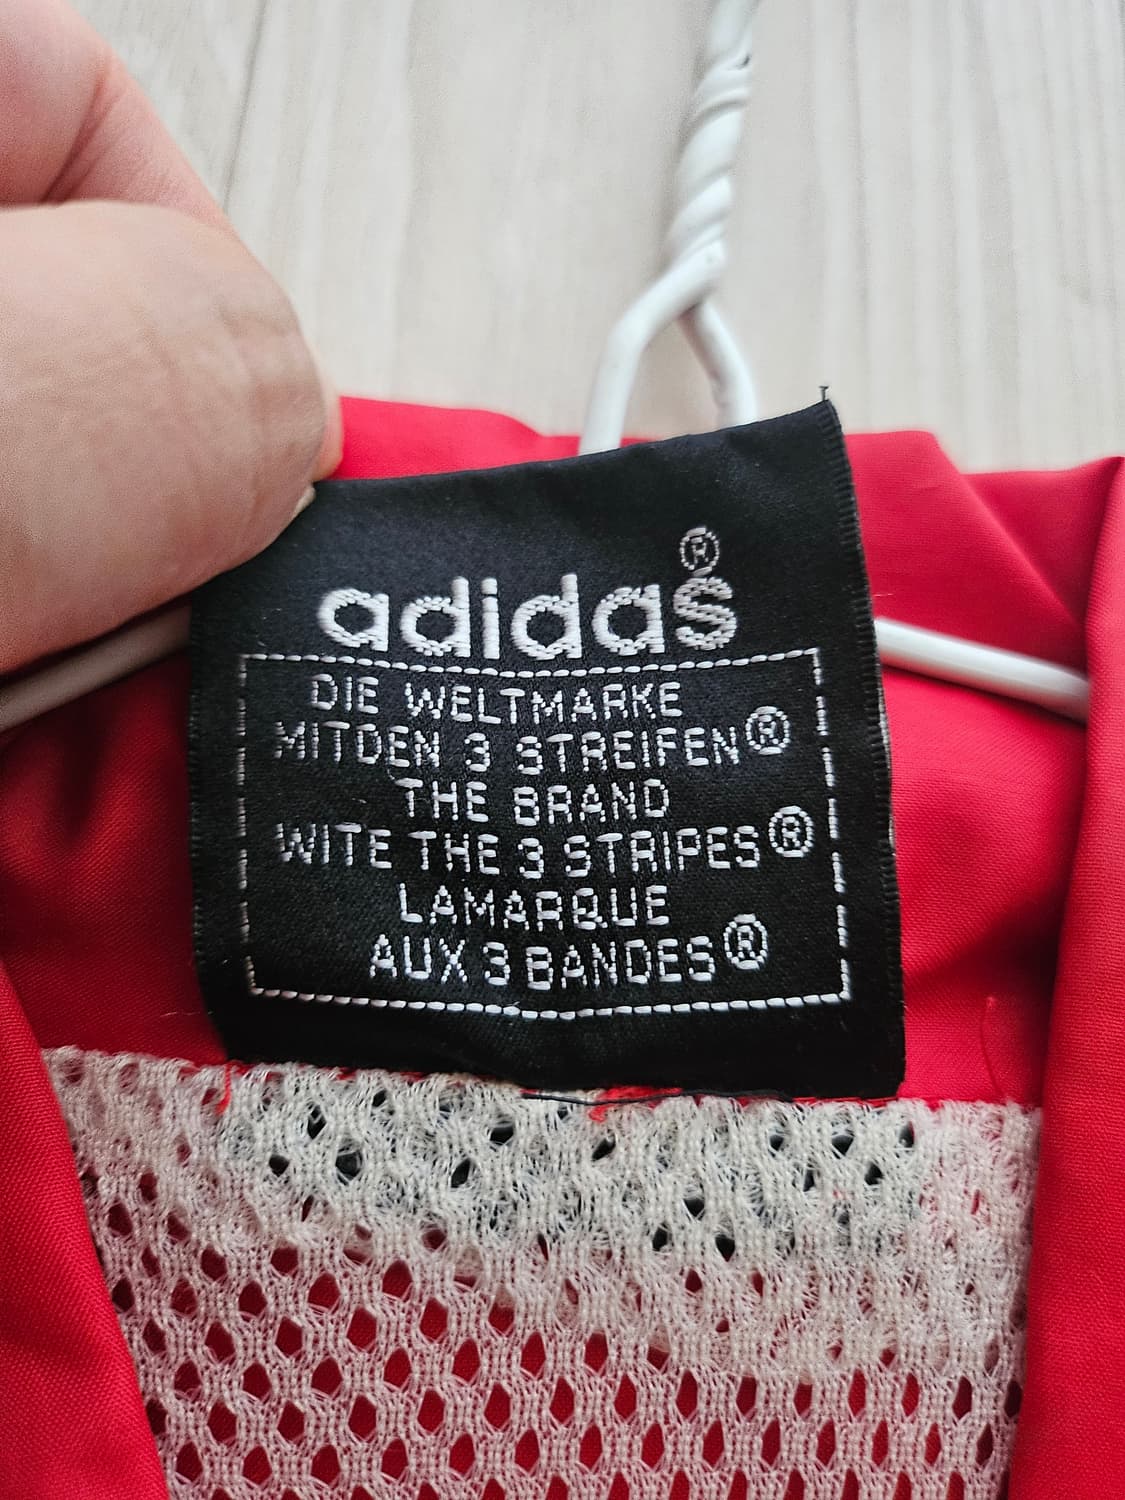 adidas®
DIE WELTMARKE
MITDEN 3 STREIFEN®
THE BRAND
WITE THE 3 STRIPES®
LAMARQUE
AUX 3 BANDES®